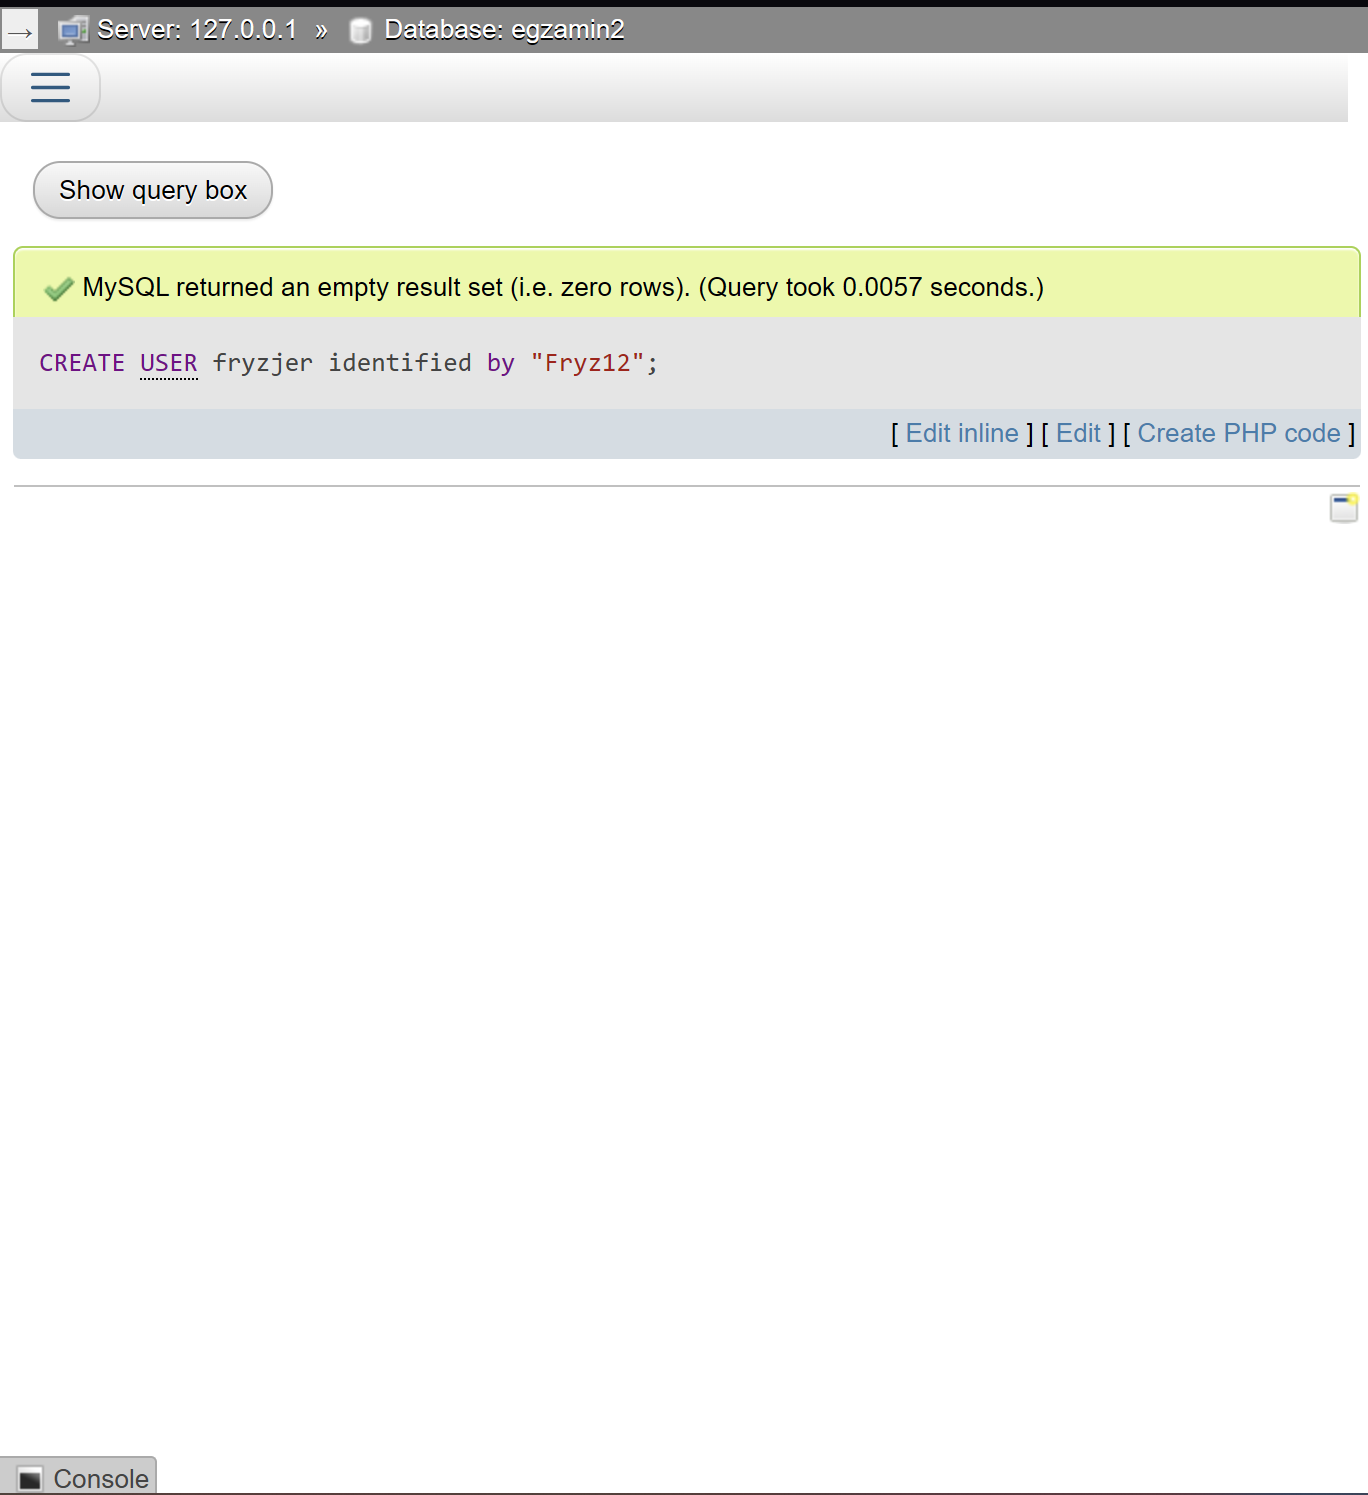 → Server: 127.0.0.1 » Database: egzamin2
Show query box
MySQL returned an empty result set (i.e. zero rows). (Query took 0.0057 seconds.)
CREATE USER fryzjer identified by "Fryz12";
[ Edit inline ] [ Edit ] [ Create PHP code ]
Console